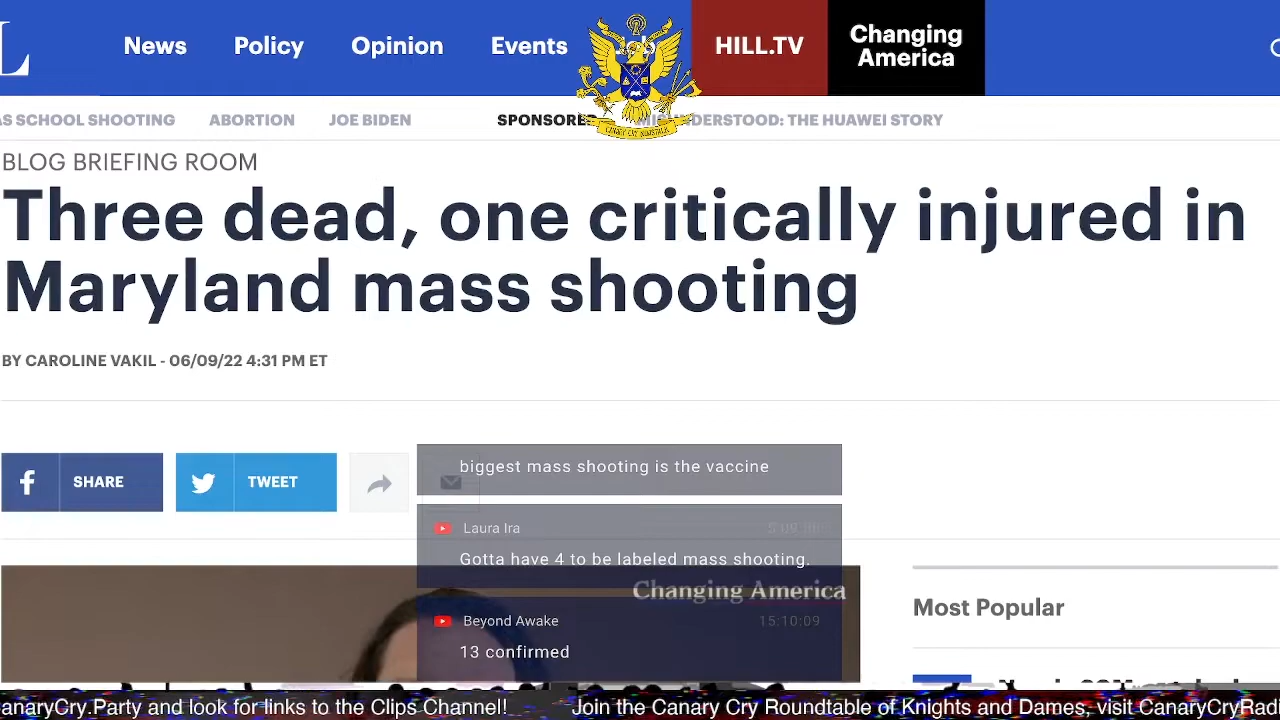 L
News Policy Opinion Events HILL.TV Changing
America
AS SCHOOL SHOOTING ABORTION JOE BIDEN SPONSORED: THE HUAWEI STORY
CANARY CRY NEWSTALK
BLOG BRIEFING ROOM
Three dead, one critically injured in
Maryland mass shooting
BY CAROLINE VAKIL - 06/09/22 4:31 PM ET
SHARE TWEET
biggest mass shooting is the vaccine
Laura Ira
Gotta have 4 to be labeled mass shooting.
Changing America
Beyond Awake 15:10:09
13 confirmed
Most Popular
anaryCry.Party and look for links to the Clips Channel! Join the Canary Cry Roundtable of Knights and Dames, visit CanaryCryRad